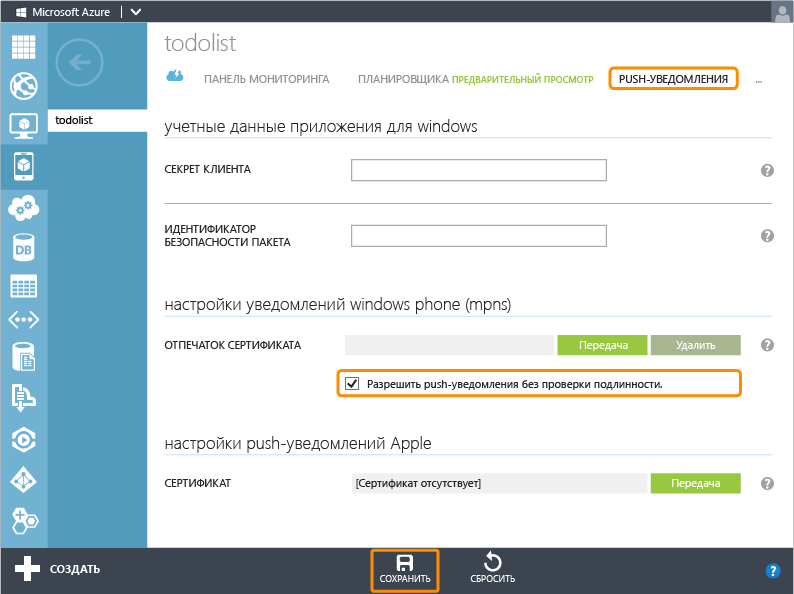 Microsoft Azure
todolist
ПАНЕЛЬ МОНИТОРИНГА ПЛАНИРОВЩИКА ПРЕДВАРИТЕЛЬНЫЙ ПРОСМОТР PUSH-УВЕДОМЛЕНИЯ ...
todolist
учетные данные приложения для windows
СЕКРЕТ КЛИЕНТА ?
ИДЕНТИФИКАТОР
БЕЗОПАСНОСТИ ПАКЕТА ?
настройки уведомлений windows phone (mpns)
ОТПЕЧАТОК СЕРТИФИКАТА Передача Удалить ?
Разрешить push-уведомления без проверки подлинности.
настройки push-уведомлений Apple
СЕРТИФИКАТ [Сертификат отсутствует] Передача ?
DB
СОЗДАТЬ СОХРАНИТЬ СБРОСИТЬ ?